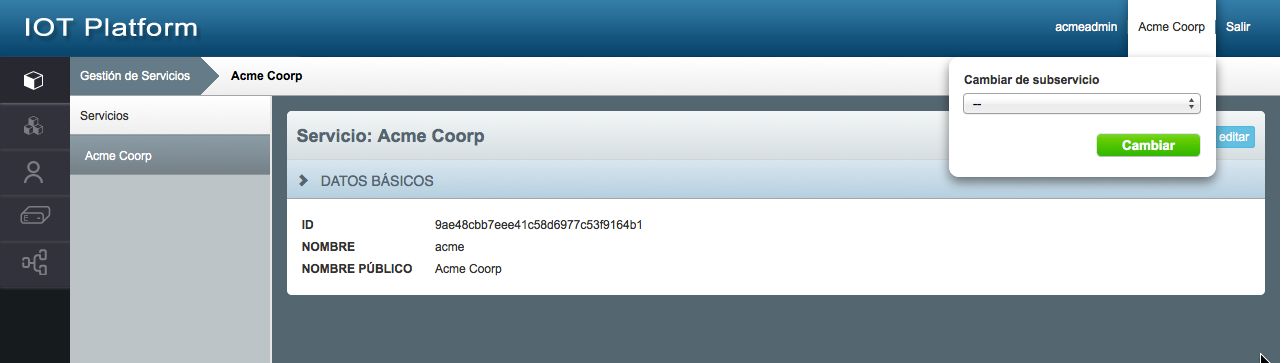 IOT Platform
acmeadmin
Acme Coorp
Salir
Gestión de Servicios
Acme Coorp
Cambiar de subservicio
--
Cambiar
Servicios
Acme Coorp
Servicio: Acme Coorp
editar
DATOS BÁSICOS
ID 9ae48cbb7eee41c58d6977c53f9164b1
NOMBRE acme
NOMBRE PÚBLICO Acme Coorp